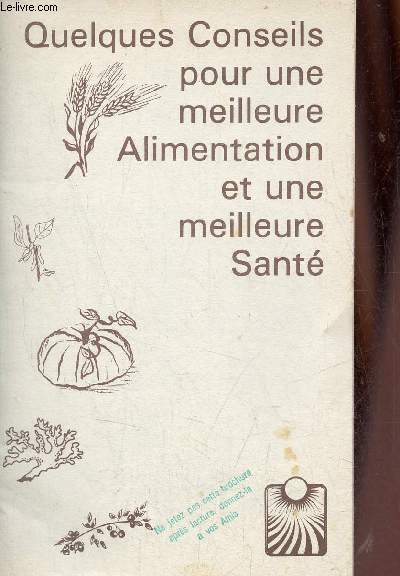 Le-livre.com
Quelques Conseils
pour une
meilleure
Alimentation
et une
meilleure
Santé
Ne jetez pas cette brochure
après lecture, donnez-la
à vos Amis